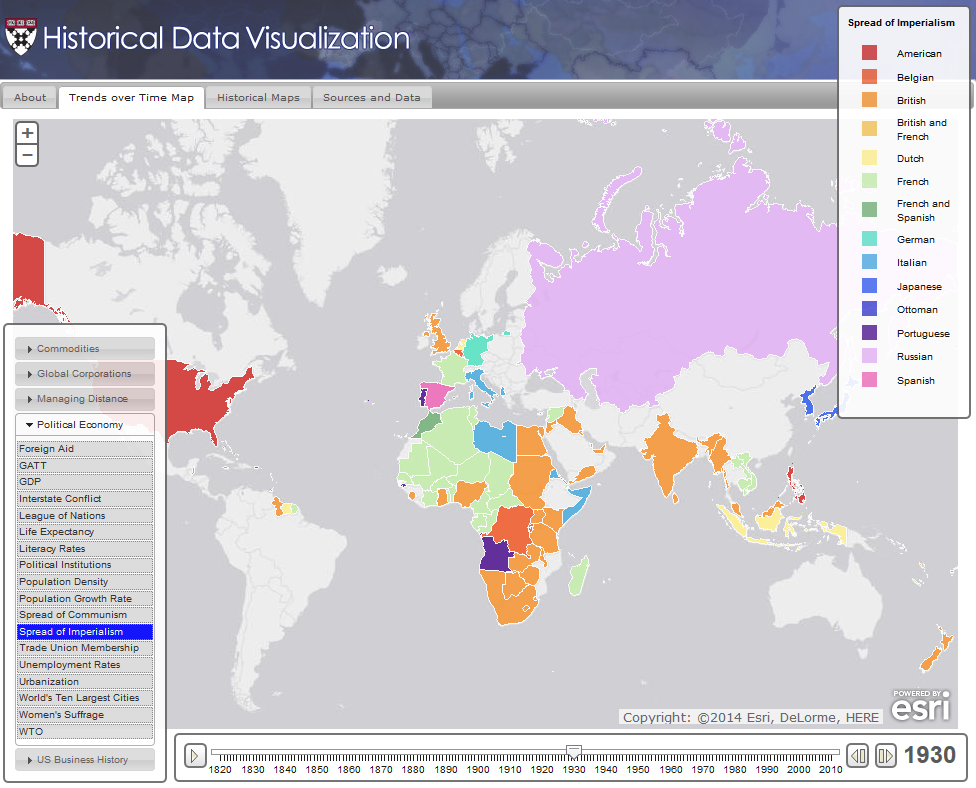 Historical Data Visualization
About
Trends over Time Map
Historical Maps
Sources and Data
Spread of Imperialism
American
Belgian
British
British and
French
Dutch
French
French and
Spanish
German
Italian
Japanese
Ottoman
Portuguese
Russian
Spanish
+
−
Commodities
Global Corporations
Managing Distance
Political Economy
Foreign Aid
GATT
GDP
Interstate Conflict
League of Nations
Life Expectancy
Literacy Rates
Political Institutions
Population Density
Population Growth Rate
Spread of Communism
Spread of Imperialism
Trade Union Membership
Unemployment Rates
Urbanization
World's Ten Largest Cities
Women's Suffrage
WTO
US Business History
POWERED BY
esri
Copyright: ©2014 Esri, DeLorme, HERE
1820 1830 1840 1850 1860 1870 1880 1890 1900 1910 1920 1930 1940 1950 1960 1970 1980 1990 2000 2010
1930